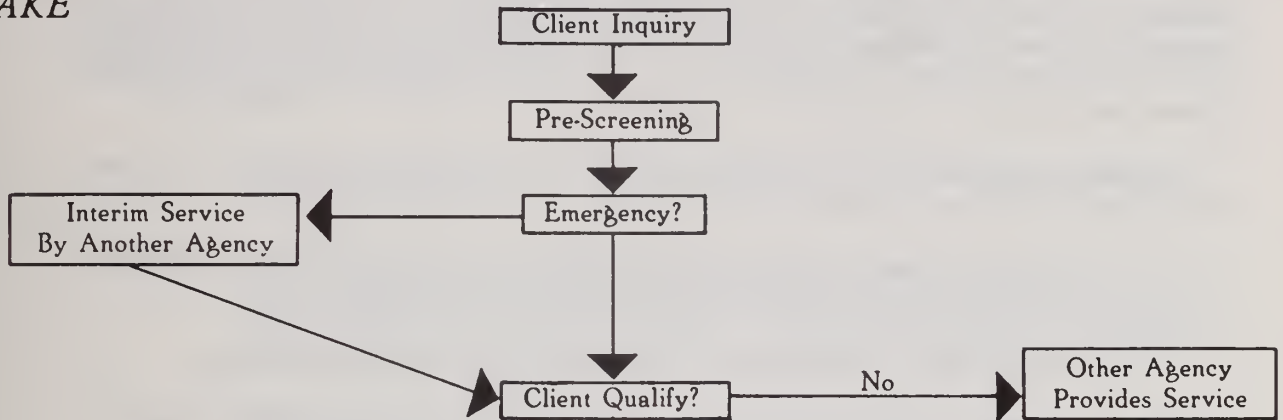 AKE
Client Inquiry
Pre-Screening
Emergency?
Interim Service
By Another Agency
Client Qualify?
No
Other Agency
Provides Service